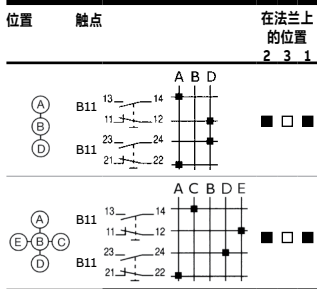 位置 触点 在法兰上
的位置
2 3 1
A B D
A
B
D
B11 13 14
11 12
B11 23 24
21 22
A C B D E
A
E B C
D
B11 13 14
11 12
B11 23 24
21 22